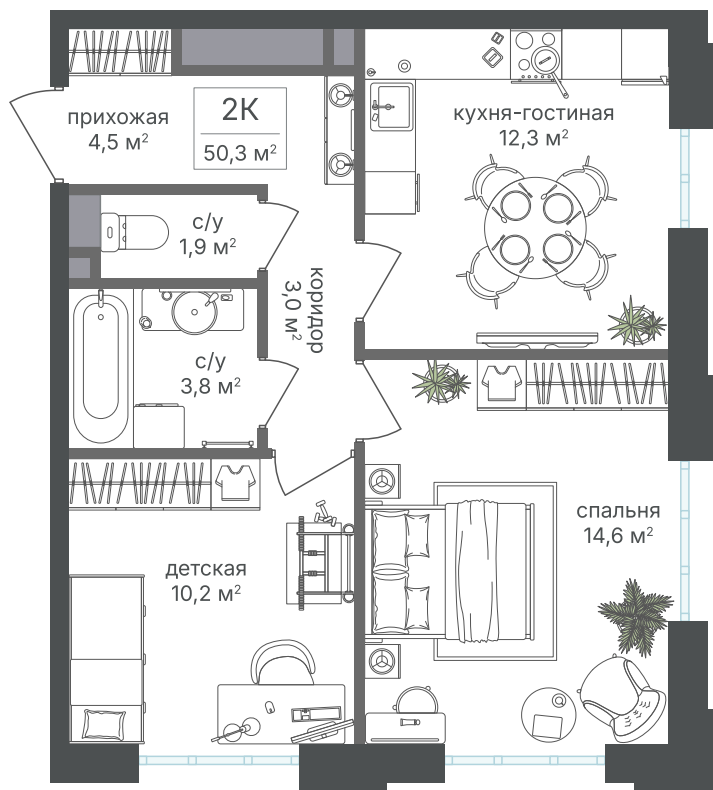 прихожая
4,5 м²
2К
50,3 м²
кухня-гостиная
12,3 м²
с/у
1,9 м²
коридор
3,0 м²
с/у
3,8 м²
спальня
14,6 м²
детская
10,2 м²